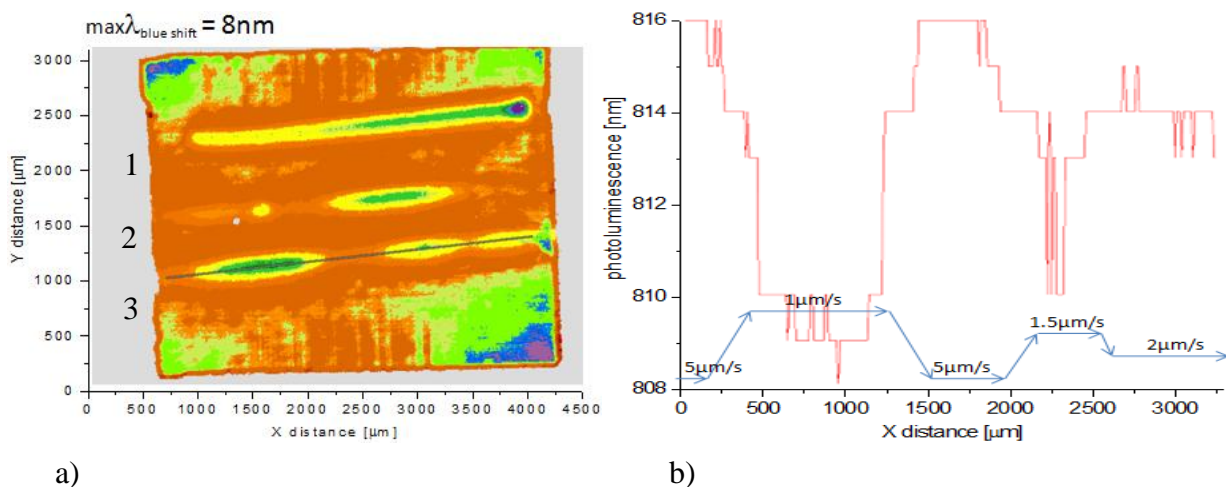 maxλblue shift = 8nm
3000
2500
2000
1500
1000
500
0
Y distance [µm]
1
2
3
0 500 1000 1500 2000 2500 3000 3500 4000 4500
X distance [µm]
a)
816
814
812
810
808
photoluminescence [nm]
5µm/s
1µm/s
5µm/s
1.5µm/s
2µm/s
0 500 1000 1500 2000 2500 3000
X distance [µm]
b)